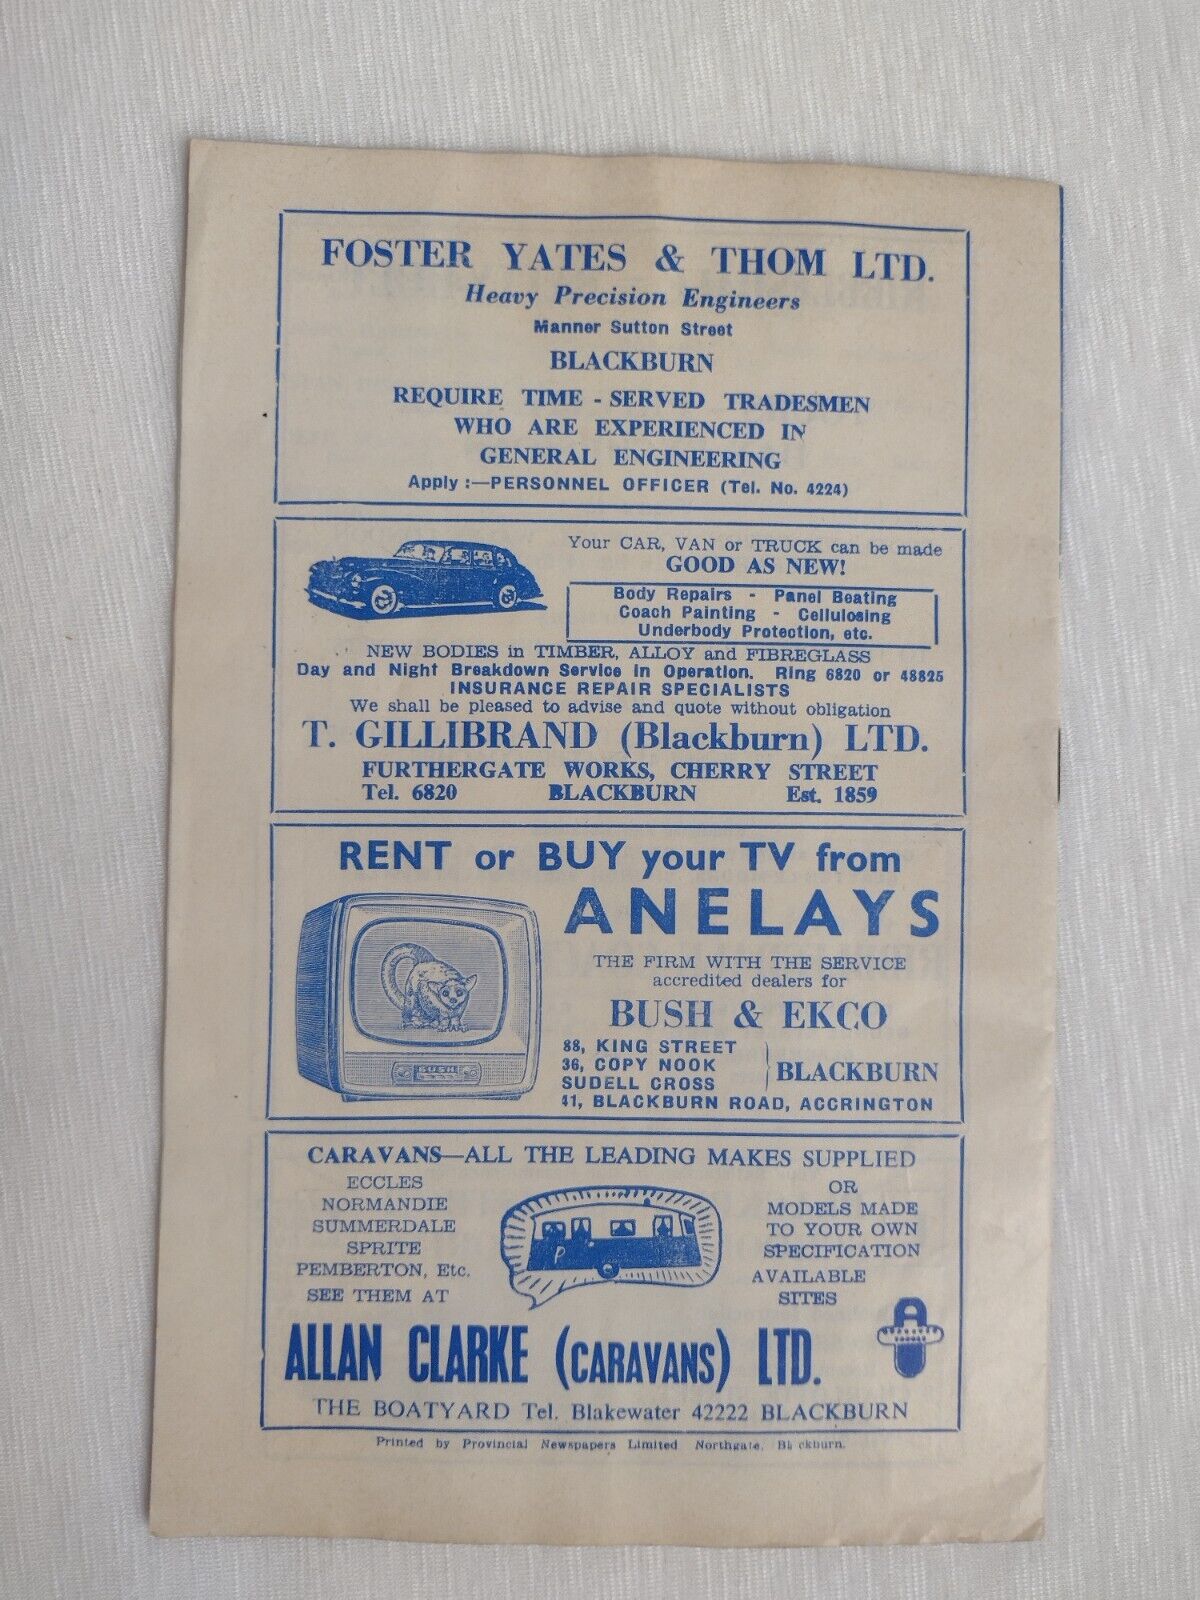 FOSTER YATES & THOM LTD.
Heavy Precision Engineers
Manner Sutton Street
BLACKBURN
REQUIRE TIME - SERVED TRADESMEN
WHO ARE EXPERIENCED IN
GENERAL ENGINEERING
Apply :—PERSONNEL OFFICER (Tel. No. 4224)
Your CAR, VAN or TRUCK can be made
GOOD AS NEW!
Body Repairs - Panel Beating
Coach Painting - Cellulosing
Underbody Protection, etc.
NEW BODIES in TIMBER, ALLOY and FIBREGLASS
Day and Night Breakdown Service in Operation. Ring 6820 or 48825
INSURANCE REPAIR SPECIALISTS
We shall be pleased to advise and quote without obligation
T. GILLIBRAND (Blackburn) LTD.
FURTHERGATE WORKS, CHERRY STREET
Tel. 6820 BLACKBURN Est. 1859
RENT or BUY your TV from
ANELAYS
THE FIRM WITH THE SERVICE
accredited dealers for
BUSH & EKCO
88, KING STREET
36, COPY NOOK
SUDELL CROSS
BLACKBURN
41, BLACKBURN ROAD, ACCRINGTON
BUSH
CARAVANS—ALL THE LEADING MAKES SUPPLIED
ECCLES
NORMANDIE
SUMMERDALE
SPRITE
PEMBERTON, Etc.
SEE THEM AT
P
OR
MODELS MADE
TO YOUR OWN
SPECIFICATION
AVAILABLE
SITES
ALLAN CLARKE (CARAVANS) LTD.
THE BOATYARD Tel. Blakewater 42222 BLACKBURN
Printed by Provincial Newspapers Limited Northgate, Bl ckburn.